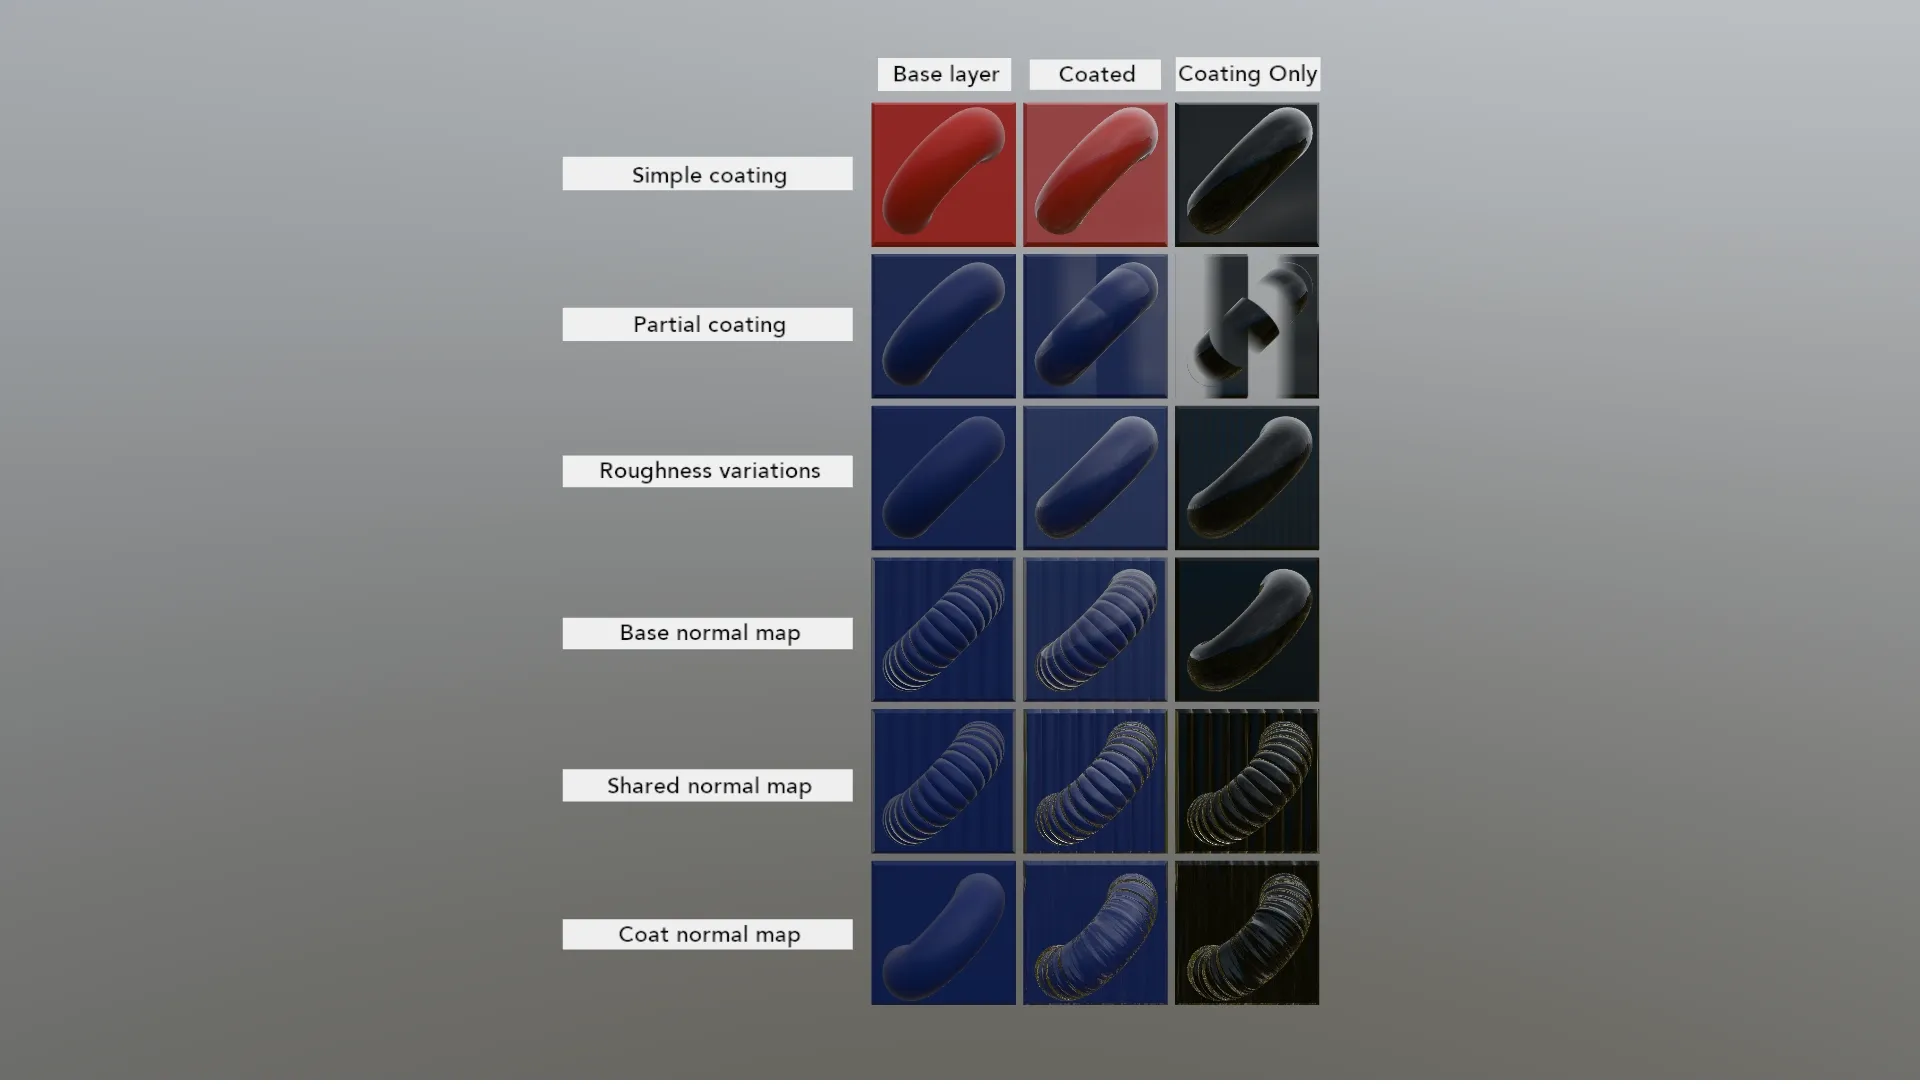 Base layer
Coated
Coating Only
Simple coating
Partial coating
Roughness variations
Base normal map
Shared normal map
Coat normal map